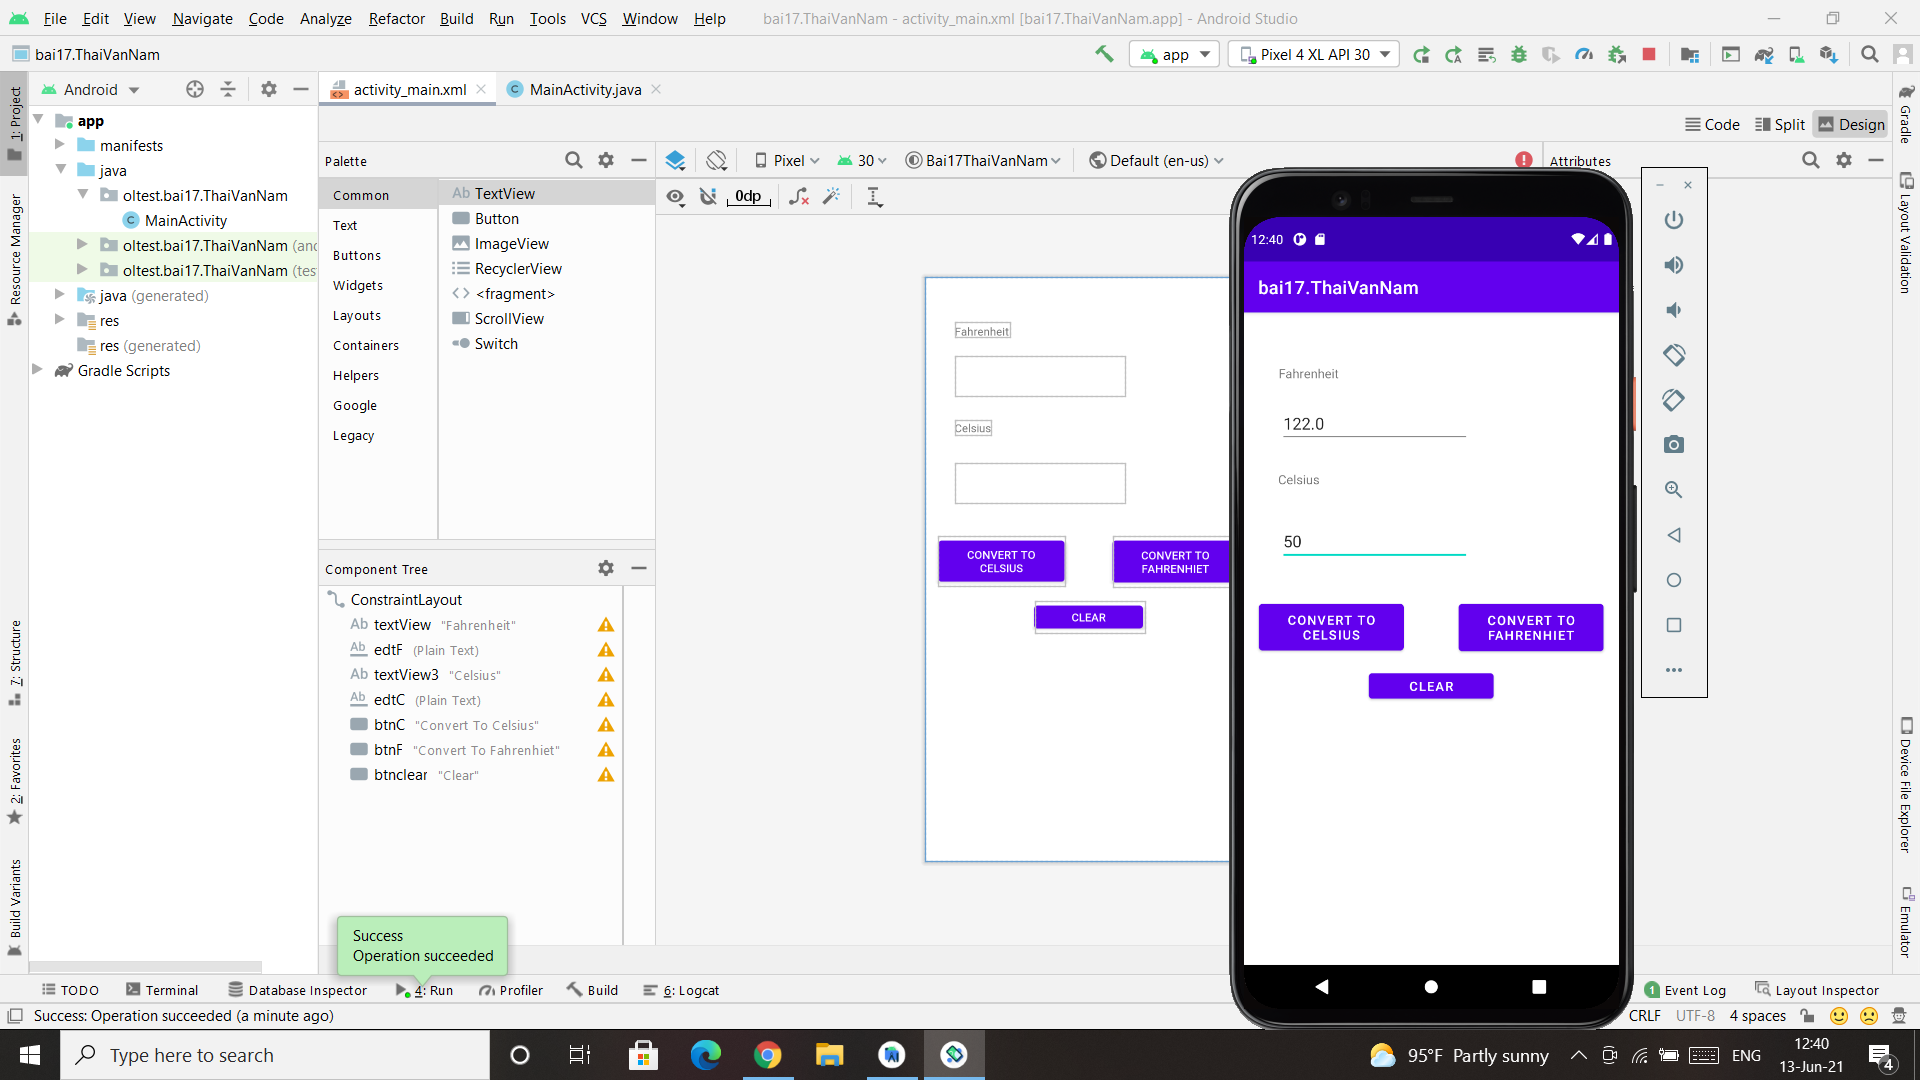 File Edit View Navigate Code Analyze Refactor Build Run Tools VCS Window Help bai17.ThaiVanNam - activity_main.xml [bai17.ThaiVanNam.app] - Android Studio
bai17.ThaiVanNam app Pixel 4 XL API 30
1: Project
Resource Manager
7: Structure
2: Favorites
Build Variants
Android
app
manifests
java
oltest.bai17.ThaiVanNam
MainActivity
oltest.bai17.ThaiVanNam (and
oltest.bai17.ThaiVanNam (tes
java (generated)
res
res (generated)
Gradle Scripts
activity_main.xml MainActivity.java
Code Split Design
Palette
Common
Text
Buttons
Widgets
Layouts
Containers
Helpers
Google
Legacy
Ab TextView
Button
ImageView
RecyclerView
<fragment>
ScrollView
Switch
Component Tree
ConstraintLayout
Ab textView "Fahrenheit"
Ab edtF (Plain Text)
Ab textView3 "Celsius"
Ab edtC (Plain Text)
btnC "Convert To Celsius"
btnF "Convert To Fahrenhiet"
btnclear "Clear"
Pixel 30 Bai17ThaiVanNam Default (en-us)
0dp
Attributes
Fahrenheit
Celsius
CONVERT TO
CELSIUS
CONVERT TO
FAHRENHIET
CLEAR
12:40
bai17.ThaiVanNam
Fahrenheit
122.0
Celsius
50
CONVERT TO
CELSIUS
CONVERT TO
FAHRENHIET
CLEAR
Gradle
Layout Validation
Device File Explorer
Emulator
Success
Operation succeeded
TODO Terminal Database Inspector 4: Run Profiler Build 6: Logcat 1 Event Log Layout Inspector
Success: Operation succeeded (a minute ago) CRLF UTF-8 4 spaces
Type here to search
95°F Partly sunny
ENG
12:40
13-Jun-21
4